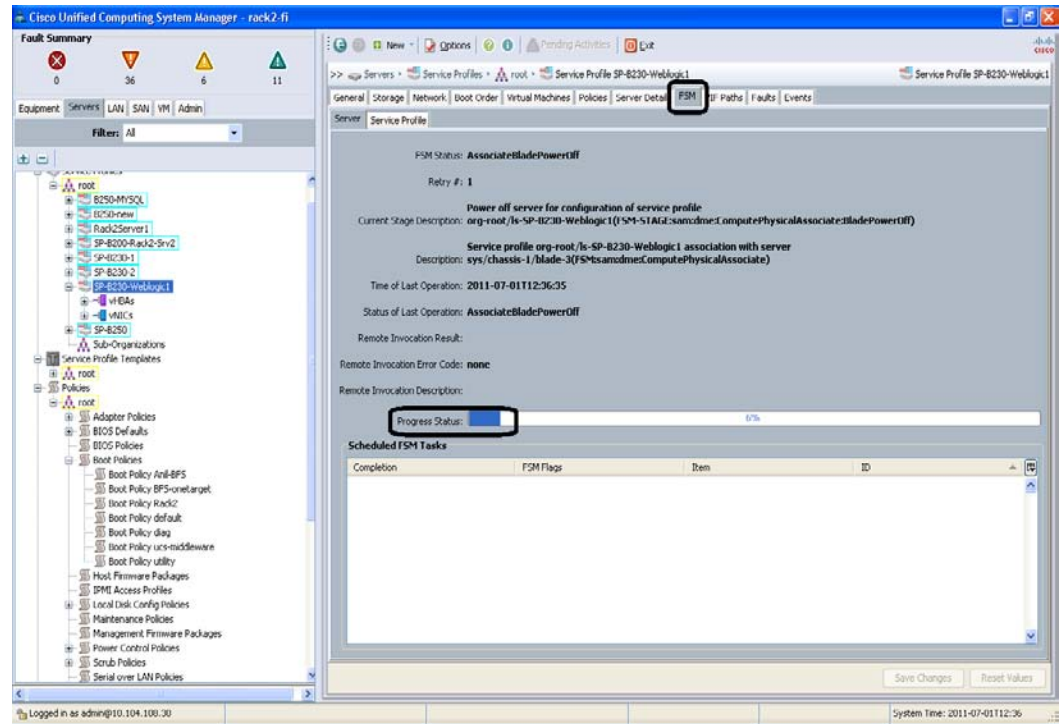 Cisco Unified Computing System Manager - rack2-fi
Fault Summary
0 36 6 11
Equipment Servers LAN SAN VM Admin
Filter: All
Service Profiles
root
B250-MYSQL
B250-new
Rack2Server1
SP-B200-Rack2-Srv2
SP-B230-1
SP-B230-2
SP-B230-Weblogic1
vHBAs
vNICs
SP-B250
Sub-Organizations
Service Profile Templates
root
Policies
root
Adapter Policies
BIOS Defaults
BIOS Policies
Boot Policies
Boot Policy Anil-BFS
Boot Policy BFS-onetarget
Boot Policy Rack2
Boot Policy default
Boot Policy diag
Boot Policy ucs-middleware
Boot Policy utility
Host Firmware Packages
IPMI Access Profiles
Local Disk Config Policies
Maintenance Policies
Management Firmware Packages
Power Control Policies
Scrub Policies
Serial over LAN Policies
New Options Pending Activities Exit
CISCO
>> Servers Service Profiles root Service Profile SP-B230-Weblogic1 Service Profile SP-B230-Weblogic1
General Storage Network Boot Order Virtual Machines Policies Server Detail FSM IF Paths Faults Events
Server Service Profile
FSM Status: AssociateBladePowerOff
Retry #: 1
Power off server for configuration of service profile
Current Stage Description: org-root/ls-SP-B230-Weblogic1(FSM-STAGE:sam:dme:ComputePhysicalAssociate:BladePowerOff)
Service profile org-root/ls-SP-B230-Weblogic1 association with server
Description: sys/chassis-1/blade-3(FSM:sam:dme:ComputePhysicalAssociate)
Time of Last Operation: 2011-07-01T12:36:35
Status of Last Operation: AssociateBladePowerOff
Remote Invocation Result:
Remote Invocation Error Code: none
Remote Invocation Description:
Progress Status: 6%
Scheduled FSM Tasks
Completion FSM Flags Item ID
Save Changes Reset Values
Logged in as admin@10.104.108.30 System Time: 2011-07-01T12:36